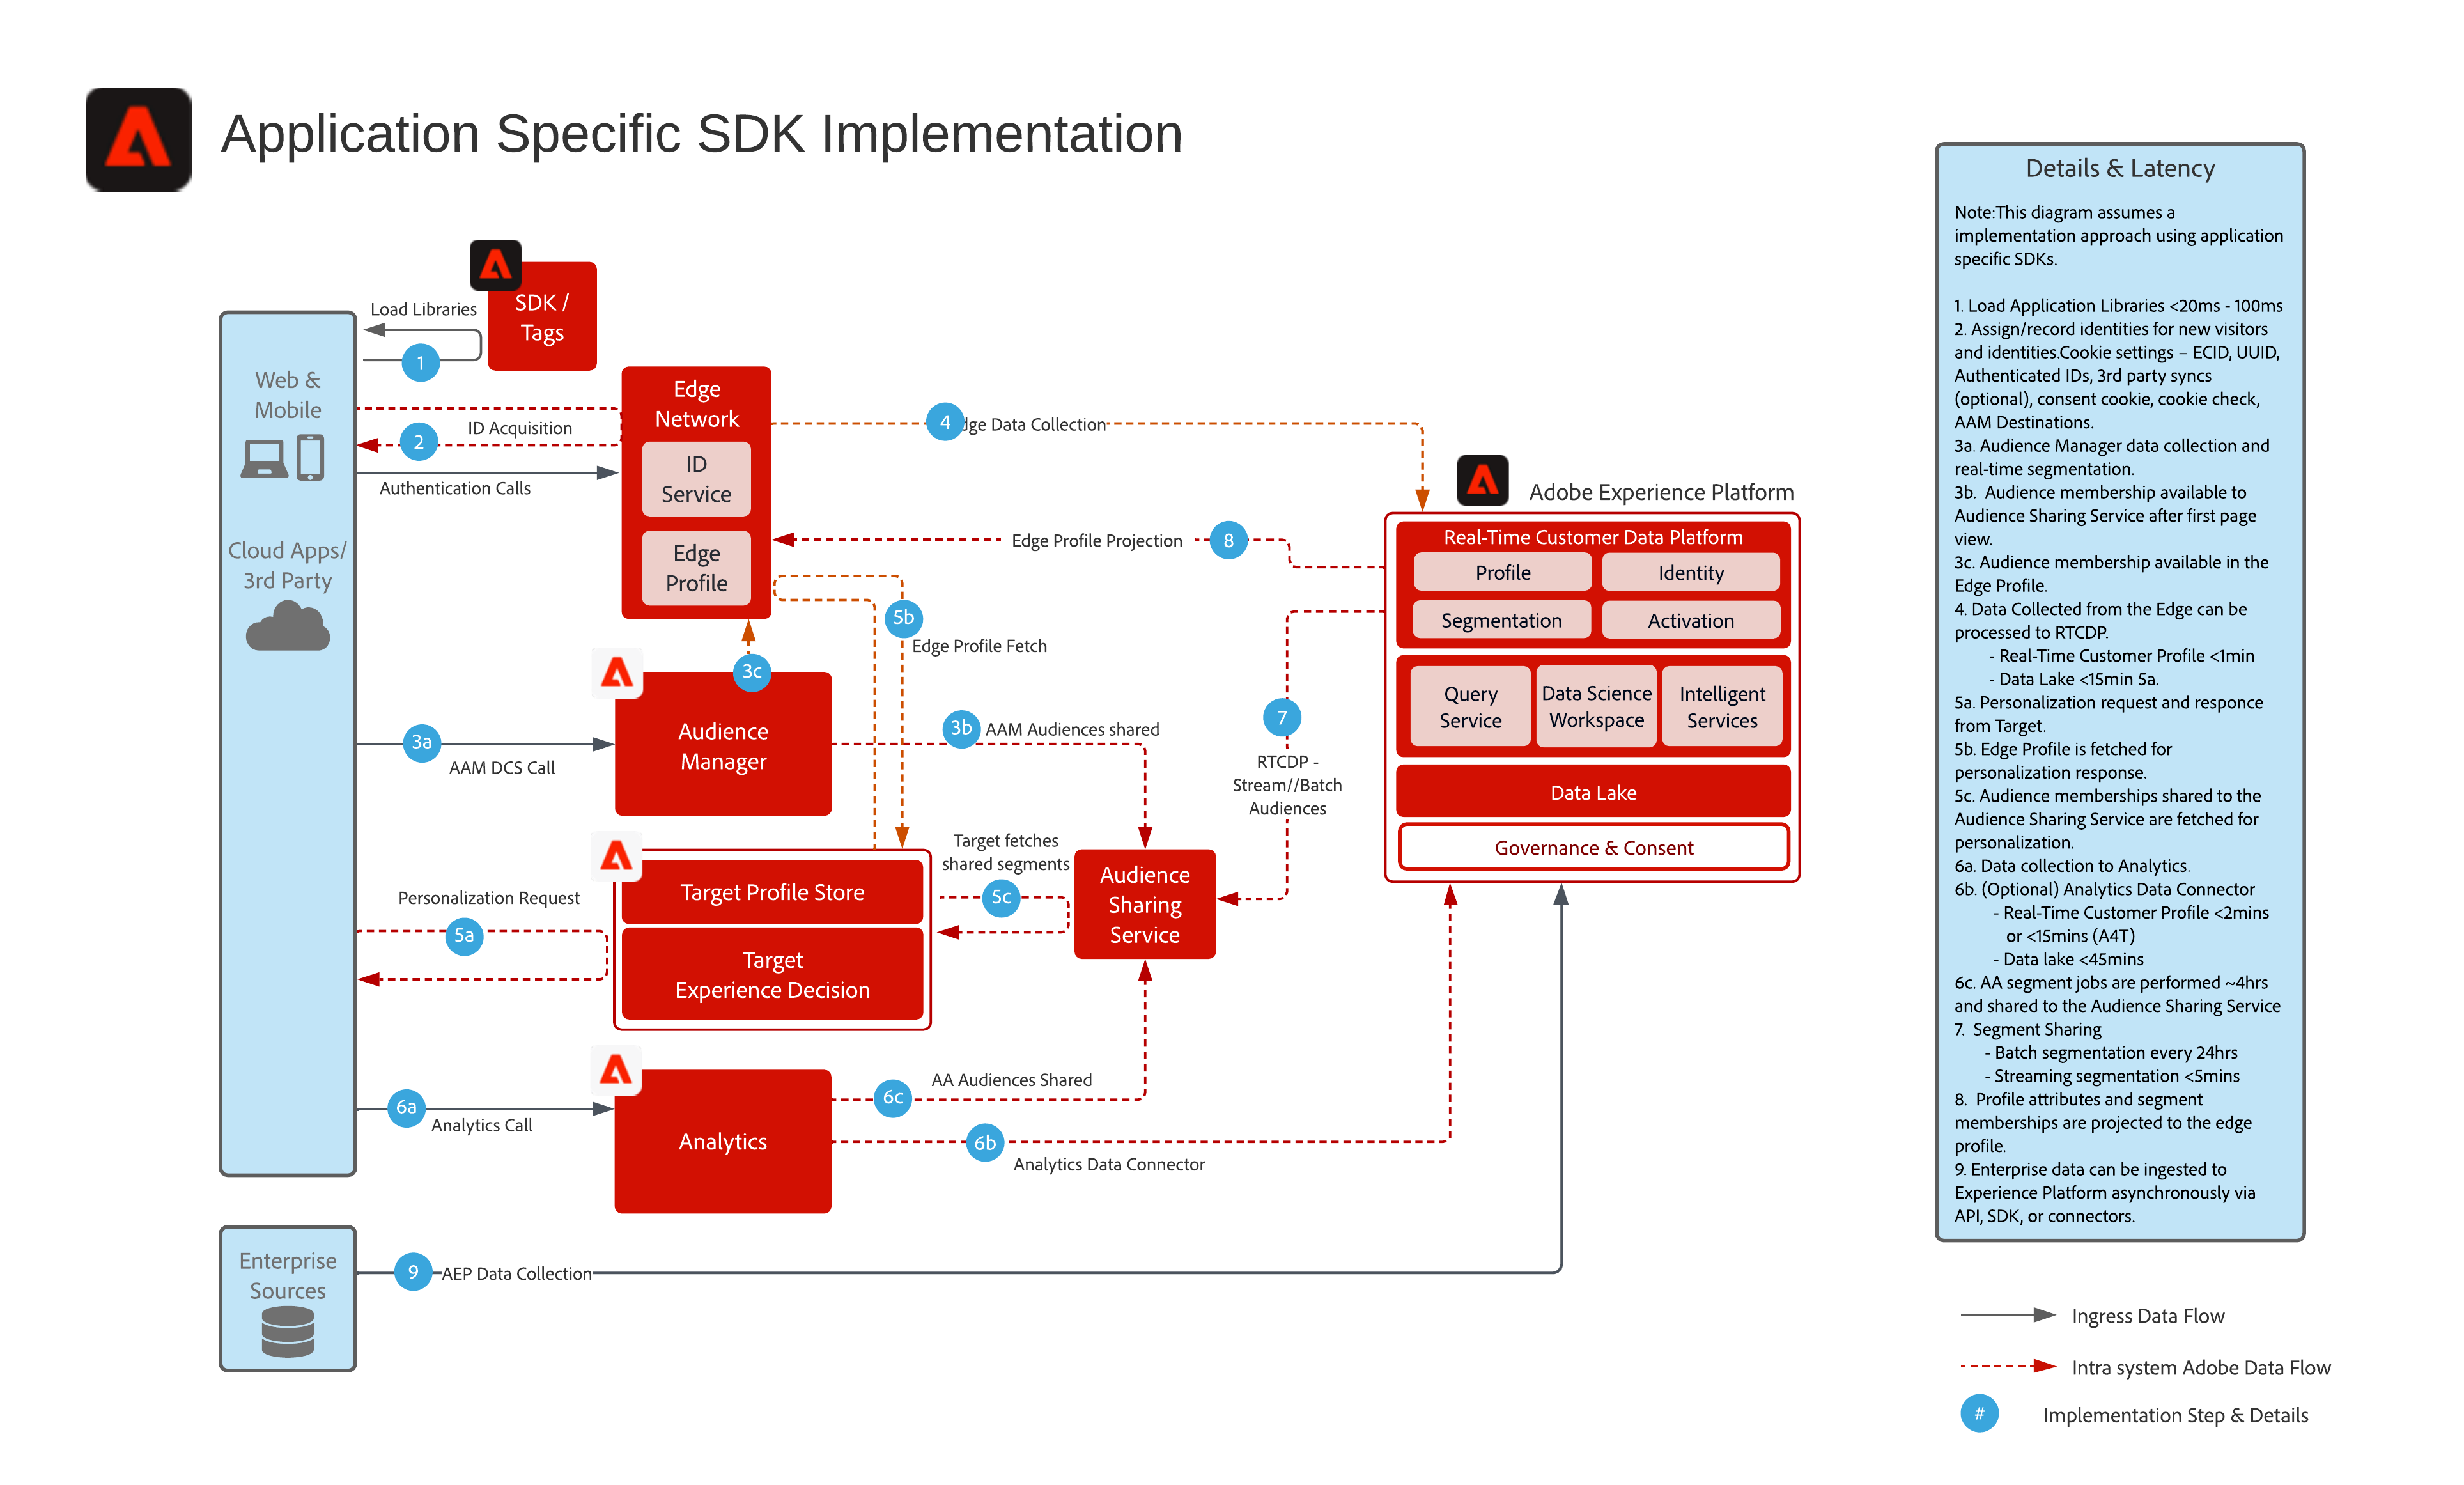 Application Specific SDK Implementation
SDK /
Tags
Load Libraries
1
Web &
Mobile
Cloud Apps/
3rd Party
2
ID Acquisition
Authentication Calls
Edge
Network
ID
Service
Edge
Profile
4
dge Data Collection
Edge Profile Projection
8
5b
Edge Profile Fetch
3c
Audience
Manager
3a
AAM DCS Call
3b
AAM Audiences shared
7
RTCDP -
Stream//Batch
Audiences
Adobe Experience Platform
Real-Time Customer Data Platform
Profile
Identity
Segmentation
Activation
Query
Service
Data Science
Workspace
Intelligent
Services
Data Lake
Governance & Consent
Target fetches
shared segments
5c
Audience
Sharing
Service
Target Profile Store
Target
Experience Decision
Personalization Request
5a
6a
Analytics Call
Analytics
AA Audiences Shared
6c
6b
Analytics Data Connector
Enterprise
Sources
9
AEP Data Collection
Details & Latency
Note:This diagram assumes a
implementation approach using application
specific SDKs.
1. Load Application Libraries <20ms - 100ms
2. Assign/record identities for new visitors
and identities.Cookie settings – ECID, UUID,
Authenticated IDs, 3rd party syncs
(optional), consent cookie, cookie check,
AAM Destinations.
3a. Audience Manager data collection and
real-time segmentation.
3b. Audience membership available to
Audience Sharing Service after first page
view.
3c. Audience membership available in the
Edge Profile.
4. Data Collected from the Edge can be
processed to RTCDP.
- Real-Time Customer Profile <1min
- Data Lake <15min 5a.
5a. Personalization request and responce
from Target.
5b. Edge Profile is fetched for
personalization response.
5c. Audience memberships shared to the
Audience Sharing Service are fetched for
personalization.
6a. Data collection to Analytics.
6b. (Optional) Analytics Data Connector
- Real-Time Customer Profile <2mins
or <15mins (A4T)
- Data lake <45mins
6c. AA segment jobs are performed ~4hrs
and shared to the Audience Sharing Service
7. Segment Sharing
- Batch segmentation every 24hrs
- Streaming segmentation <5mins
8. Profile attributes and segment
memberships are projected to the edge
profile.
9. Enterprise data can be ingested to
Experience Platform asynchronously via
API, SDK, or connectors.
Ingress Data Flow
Intra system Adobe Data Flow
#
Implementation Step & Details